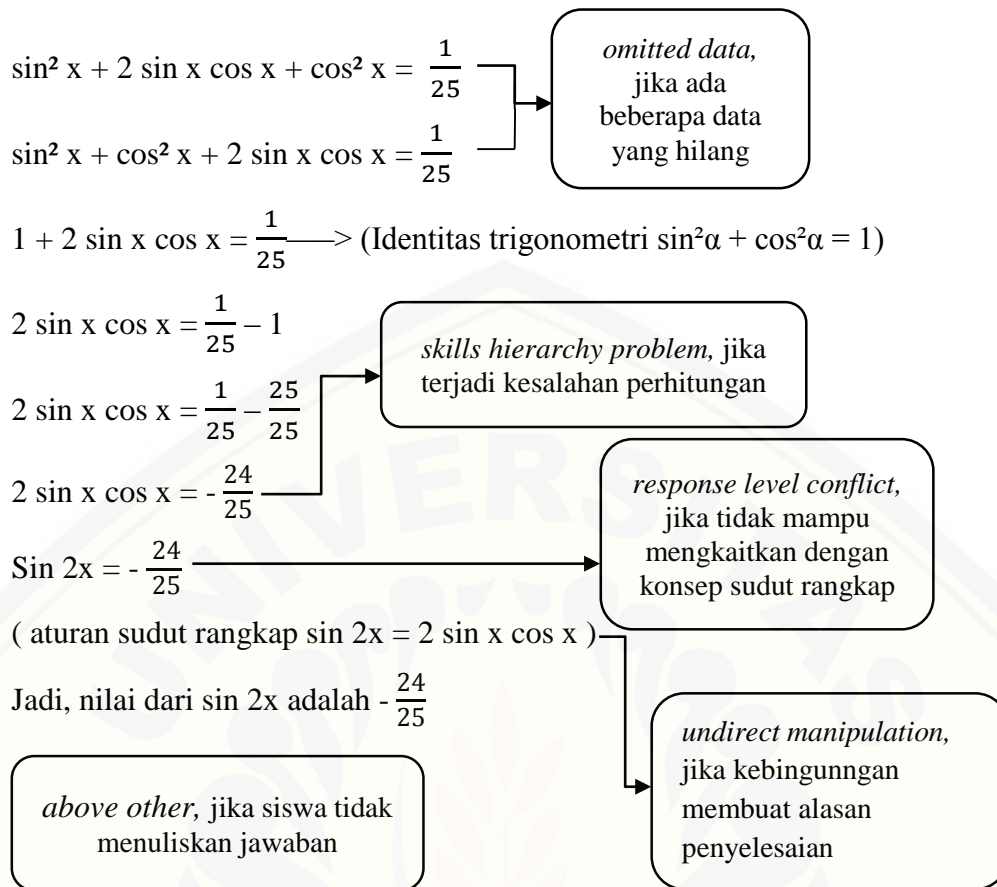 sin² x + 2 sin x cos x + cos² x = 1/25
omitted data,
jika ada
beberapa data
yang hilang
sin² x + cos² x + 2 sin x cos x = 1/25
1 + 2 sin x cos x = 1/25 —–> (Identitas trigonometri sin²α + cos²α = 1)
2 sin x cos x = 1/25 – 1
skills hierarchy problem, jika
terjadi kesalahan perhitungan
2 sin x cos x = 1/25 – 25/25
2 sin x cos x = - 24/25
response level conflict,
jika tidak mampu
mengkaitkan dengan
konsep sudut rangkap
Sin 2x = - 24/25
( aturan sudut rangkap sin 2x = 2 sin x cos x )
Jadi, nilai dari sin 2x adalah - 24/25
undirect manipulation,
jika kebingunngan
membuat alasan
penyelesaian
above other, jika siswa tidak
menuliskan jawaban
UNIVERSITAS